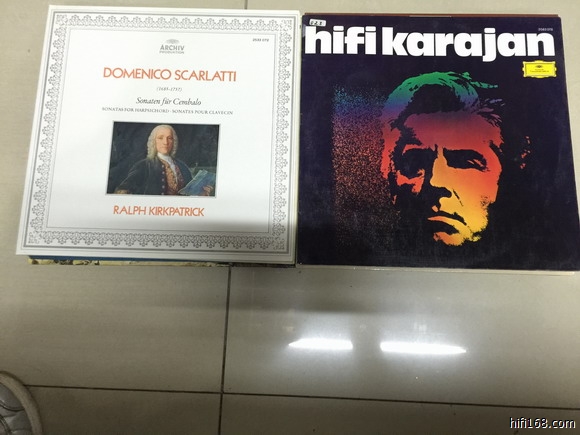 ARCHIV
PRODUKTION
DOMENICO SCARLATTI
(1685-1757)
Sonaten für Cembalo
SONATAS FOR HARPSICHORD · SONATES POUR CLAVECIN
RALPH KIRKPATRICK
hifi karajan
hifi168.com